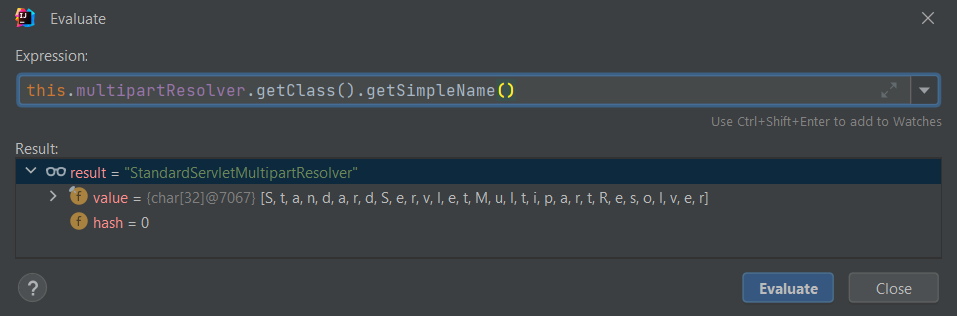 Evaluate
Expression:
this.multipartResolver.getClass().getSimpleName()
Use Ctrl+Shift+Enter to add to Watches
Result:
result = "StandardServletMultipartResolver"
f value = {char[32]@7067} [S, t, a, n, d, a, r, d, S, e, r, v, l, e, t, M, u, l, t, i, p, a, r, t, R, e, s, o, l, v, e, r]
f hash = 0
? Evaluate Close